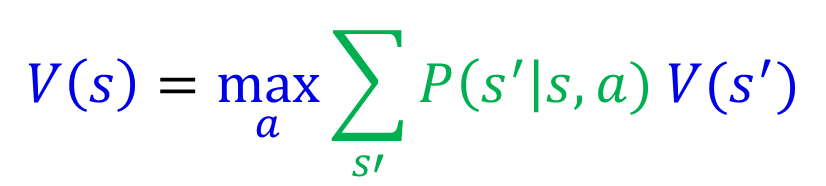 V(s) = max_a ∑_{s′} P(s′|s, a) V(s′)